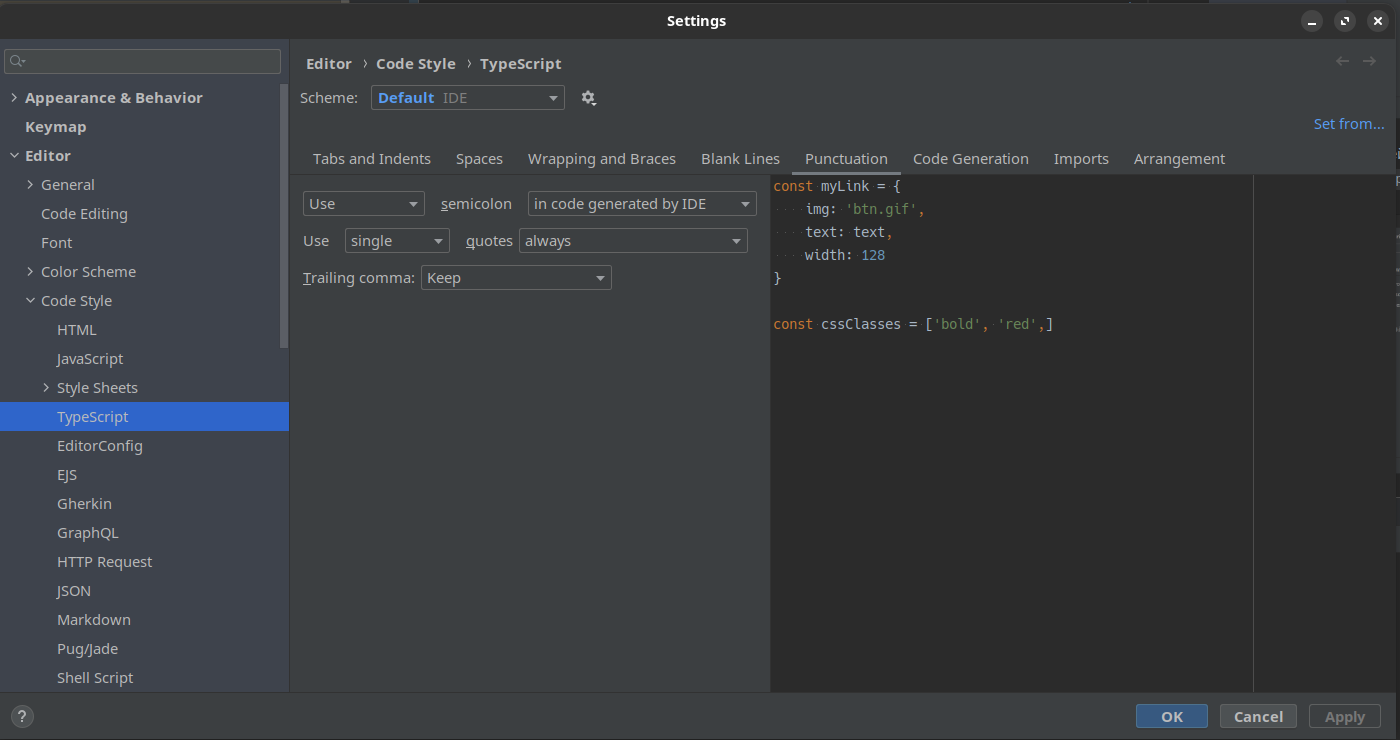 Settings
Appearance & Behavior
Keymap
Editor
General
Code Editing
Font
Color Scheme
Code Style
HTML
JavaScript
Style Sheets
TypeScript
EditorConfig
EJS
Gherkin
GraphQL
HTTP Request
JSON
Markdown
Pug/Jade
Shell Script
Editor › Code Style › TypeScript
Scheme: Default IDE
Set from...
Tabs and Indents Spaces Wrapping and Braces Blank Lines Punctuation Code Generation Imports Arrangement
Use semicolon in code generated by IDE
Use single quotes always
Trailing comma: Keep
const myLink = {
    img: 'btn.gif',
    text: text,
    width: 128
}
const cssClasses = ['bold', 'red',]
?
OK Cancel Apply